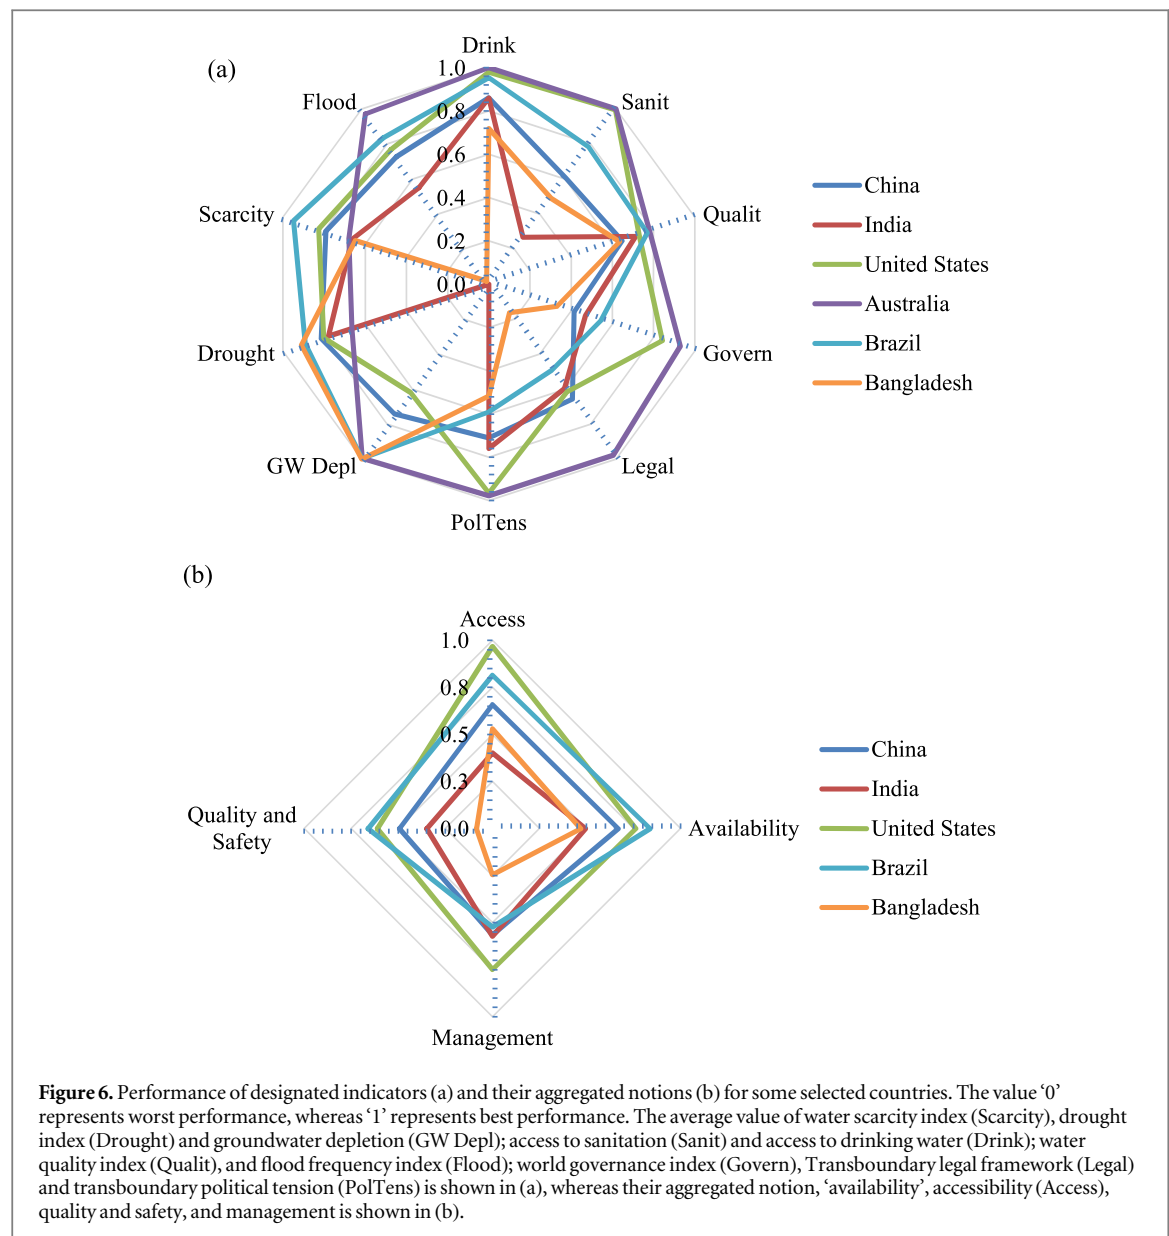 (a)
Drink
1.0
0.8
0.6
0.4
0.2
0.0
Flood
Sanit
Scarcity
Qualit
Drought
Govern
GW Depl
Legal
PolTens
China
India
United States
Australia
Brazil
Bangladesh
(b)
Access
1.0
0.8
0.5
0.3
0.0
Quality and
Safety
Availability
Management
China
India
United States
Brazil
Bangladesh
Figure 6. Performance of designated indicators (a) and their aggregated notions (b) for some selected countries. The value ‘0’
represents worst performance, whereas ‘1’ represents best performance. The average value of water scarcity index (Scarcity), drought
index (Drought) and groundwater depletion (GW Depl); access to sanitation (Sanit) and access to drinking water (Drink); water
quality index (Qualit), and flood frequency index (Flood); world governance index (Govern), Transboundary legal framework (Legal)
and transboundary political tension (PolTens) is shown in (a), whereas their aggregated notion, ‘availability’, accessibility (Access),
quality and safety, and management is shown in (b).